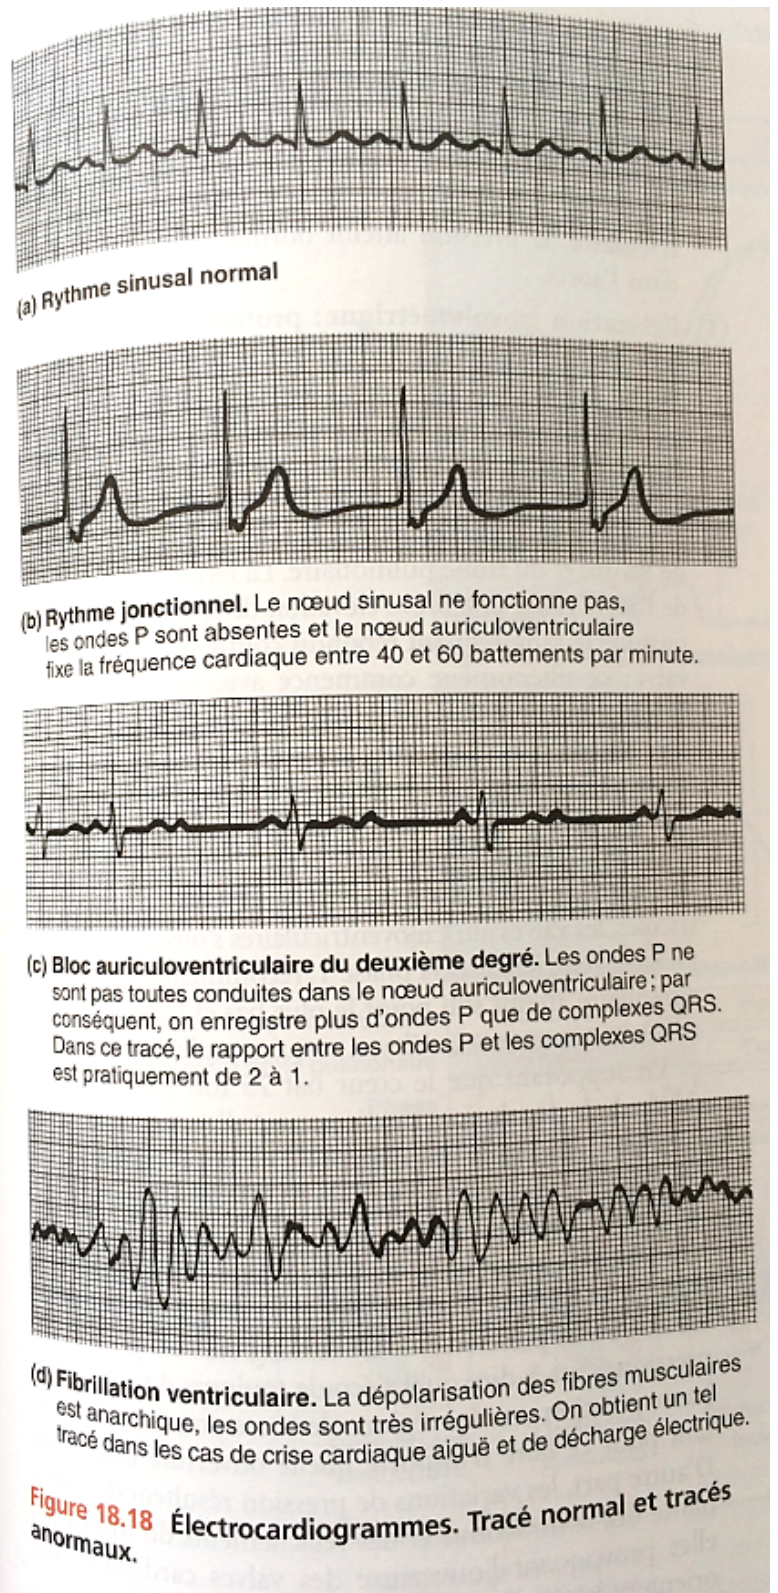 (a) Rythme sinusal normal
(b) Rythme jonctionnel. Le nœud sinusal ne fonctionne pas,
les ondes P sont absentes et le nœud auriculoventriculaire
fixe la fréquence cardiaque entre 40 et 60 battements par minute.
(c) Bloc auriculoventriculaire du deuxième degré. Les ondes P ne
sont pas toutes conduites dans le nœud auriculoventriculaire ; par
conséquent, on enregistre plus d'ondes P que de complexes QRS.
Dans ce tracé, le rapport entre les ondes P et les complexes QRS
est pratiquement de 2 à 1.
(d) Fibrillation ventriculaire. La dépolarisation des fibres musculaires
est anarchique, les ondes sont très irrégulières. On obtient un tel
tracé dans les cas de crise cardiaque aiguë et de décharge électrique.
Figure 18.18 Électrocardiogrammes. Tracé normal et tracés
anormaux.